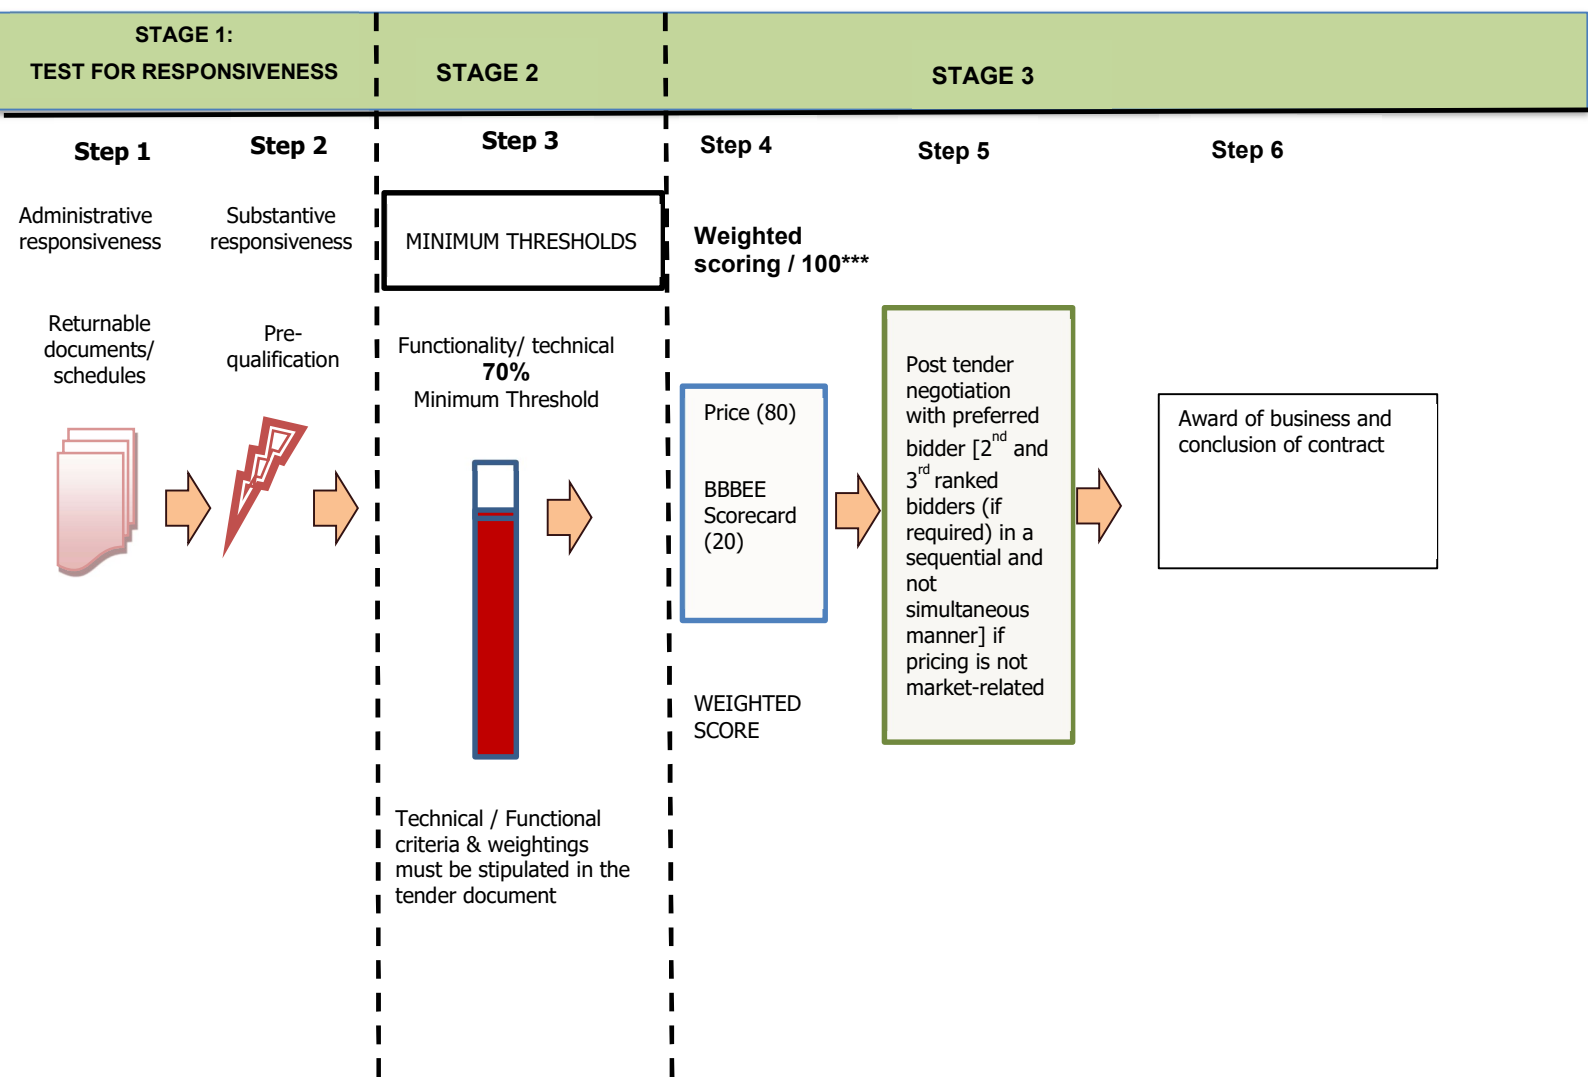 STAGE 1:
TEST FOR RESPONSIVENESS
STAGE 2
STAGE 3
Step 1
Step 2
Step 3
Step 4
Step 5
Step 6
Administrative
responsiveness
Substantive
responsiveness
MINIMUM THRESHOLDS
Weighted
scoring / 100***
Returnable
documents/
schedules
Pre-
qualification
Functionality/ technical
70%
Minimum Threshold
Price (80)
BBBEE
Scorecard
(20)
Post tender
negotiation
with preferred
bidder [2nd and
3rd ranked
bidders (if
required) in a
sequential and
not
simultaneous
manner] if
pricing is not
market-related
Award of business and
conclusion of contract
WEIGHTED
SCORE
Technical / Functional
criteria & weightings
must be stipulated in the
tender document